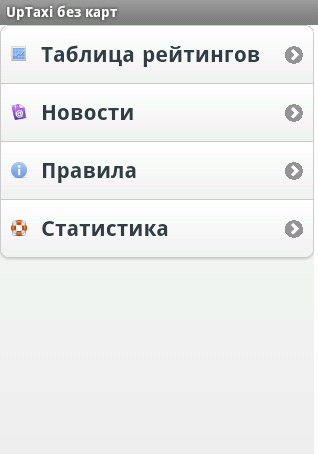 UpTaxi без карт
Таблица рейтингов
Новости
Правила
Статистика